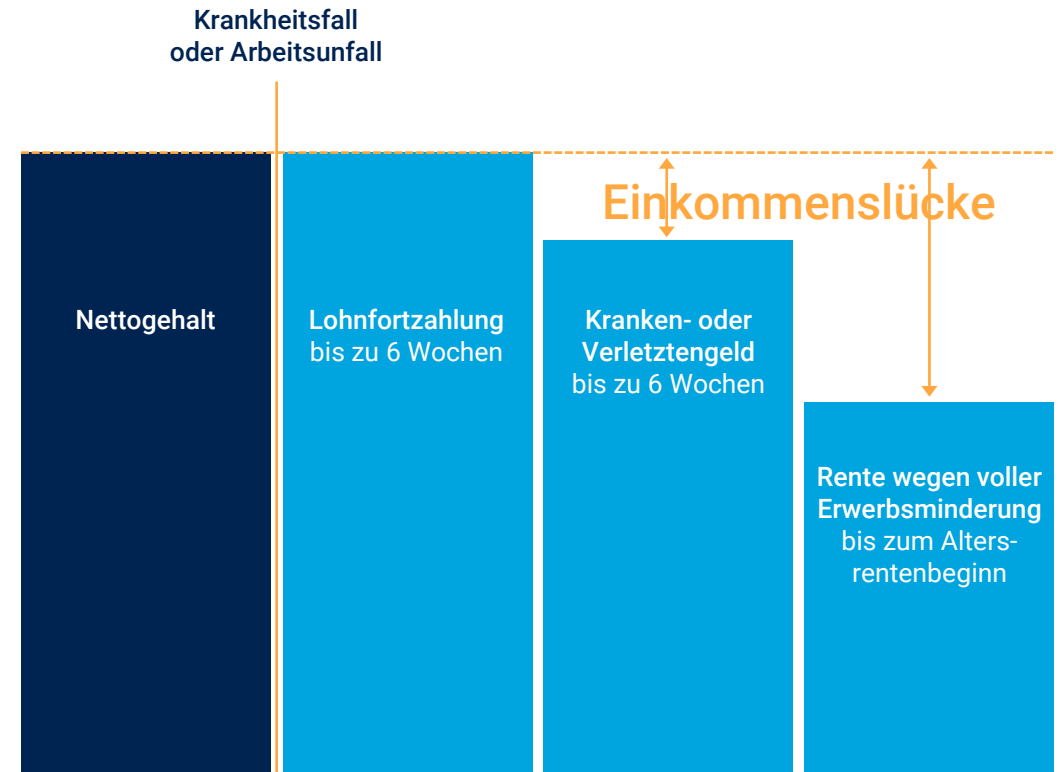 Krankheitsfall
oder Arbeitsunfall
Einkommenslücke
Nettogehalt
Lohnfortzahlung
bis zu 6 Wochen
Kranken- oder
Verletztengeld
bis zu 6 Wochen
Rente wegen voller
Erwerbsminderung
bis zum Alters-
rentenbeginn